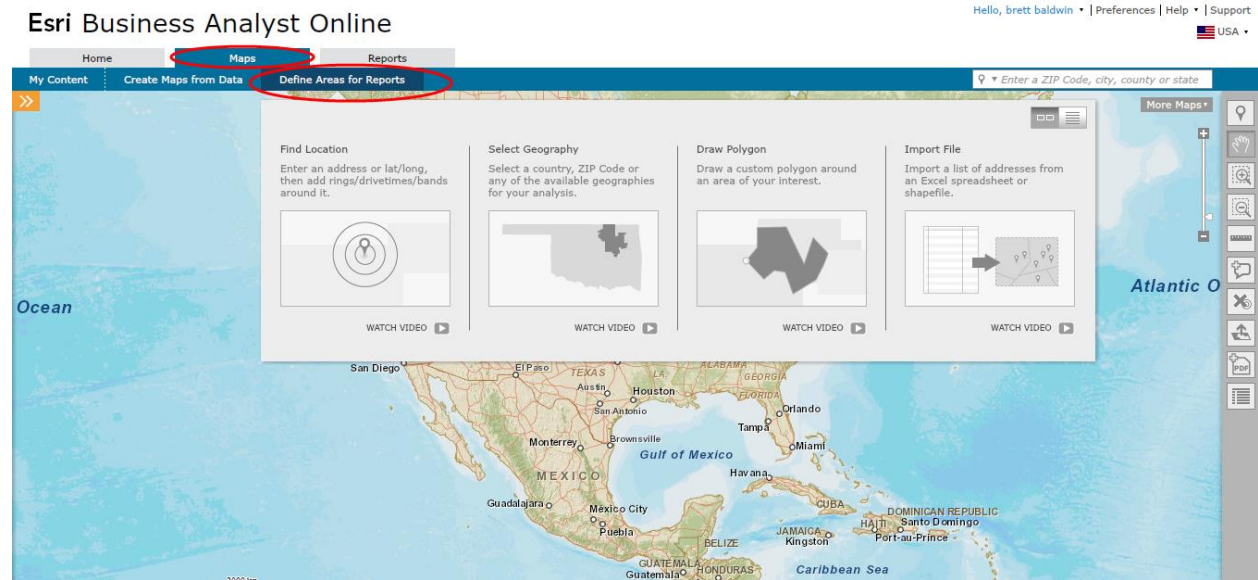 Hello, brett baldwin | Preferences | Help | Support
Esri Business Analyst Online
USA
Home Maps Reports
My Content Create Maps from Data Define Areas for Reports
Enter a ZIP Code, city, county or state
More Maps
Find Location
Enter an address or lat/long,
then add rings/drivetimes/bands
around it.
WATCH VIDEO
Select Geography
Select a country, ZIP Code or
any of the available geographies
for your analysis.
WATCH VIDEO
Draw Polygon
Draw a custom polygon around
an area of your interest.
WATCH VIDEO
Import File
Import a list of addresses from
an Excel spreadsheet or
shapefile.
WATCH VIDEO
Atlantic O
Ocean
PDF
San Diego
El Paso
TEXAS
LA
ALABAMA
GEORGIA
Austin
Houston
FLORIDA
San Antonio
Orlando
Tampa
Monterrey
Brownsville
Gulf of Mexico
Miami
MEXICO
Havana
Guadalajara
Mexico City
CUBA
DOMINICAN REPUBLIC
HAITI
Santo Domingo
Puebla
JAMAICA
Port-au-Prince
BELIZE
Kingston
GUATEMALA
HONDURAS
Guatemala
Caribbean Sea